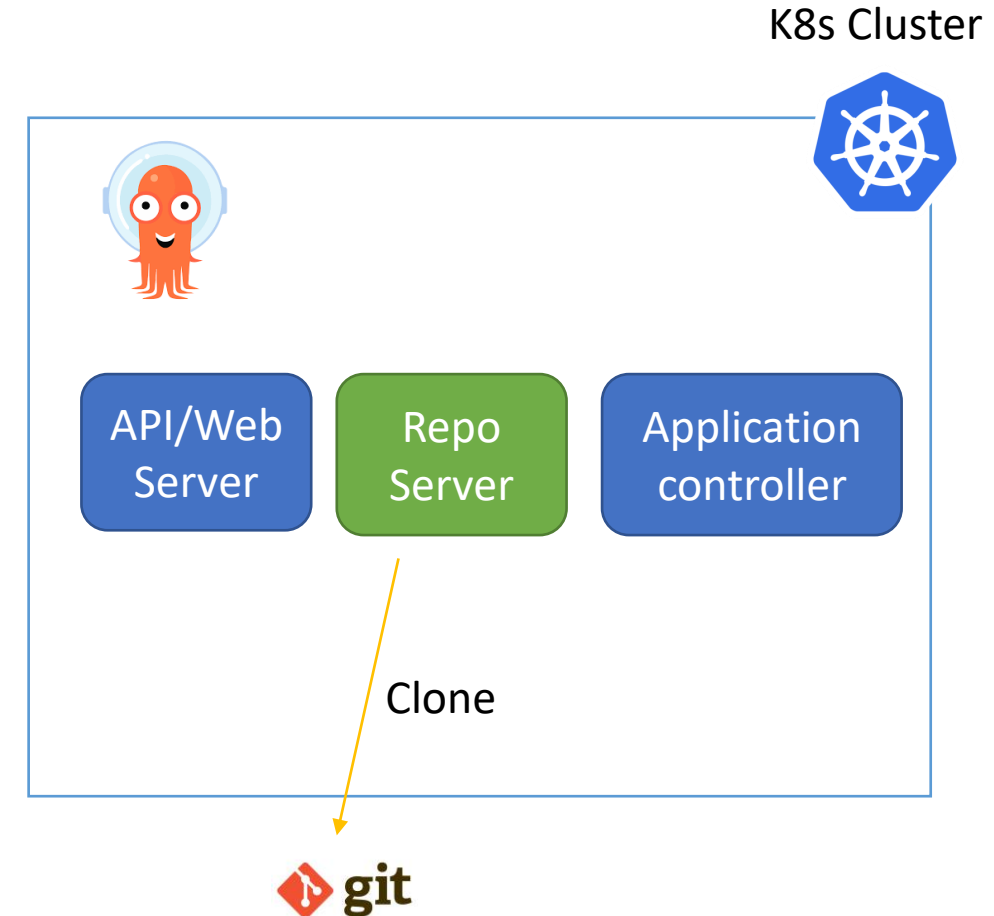 K8s Cluster
API/Web
Server
Repo
Server
Application
controller
Clone
git